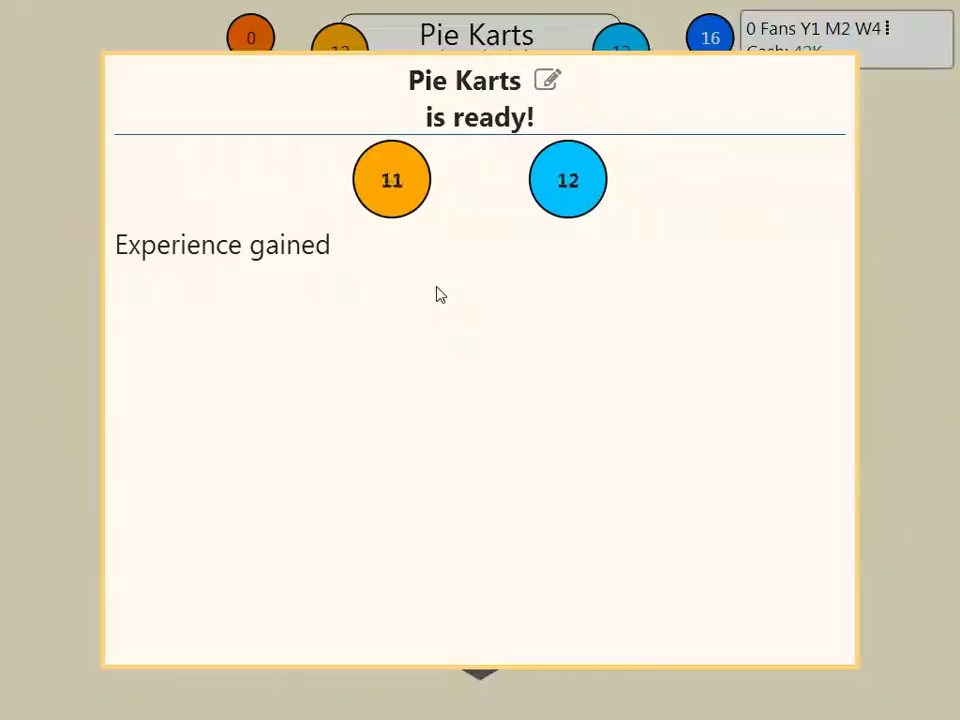 0
Pie Karts
16
0 Fans Y1 M2 W4
Pie Karts
is ready!
11
12
Experience gained